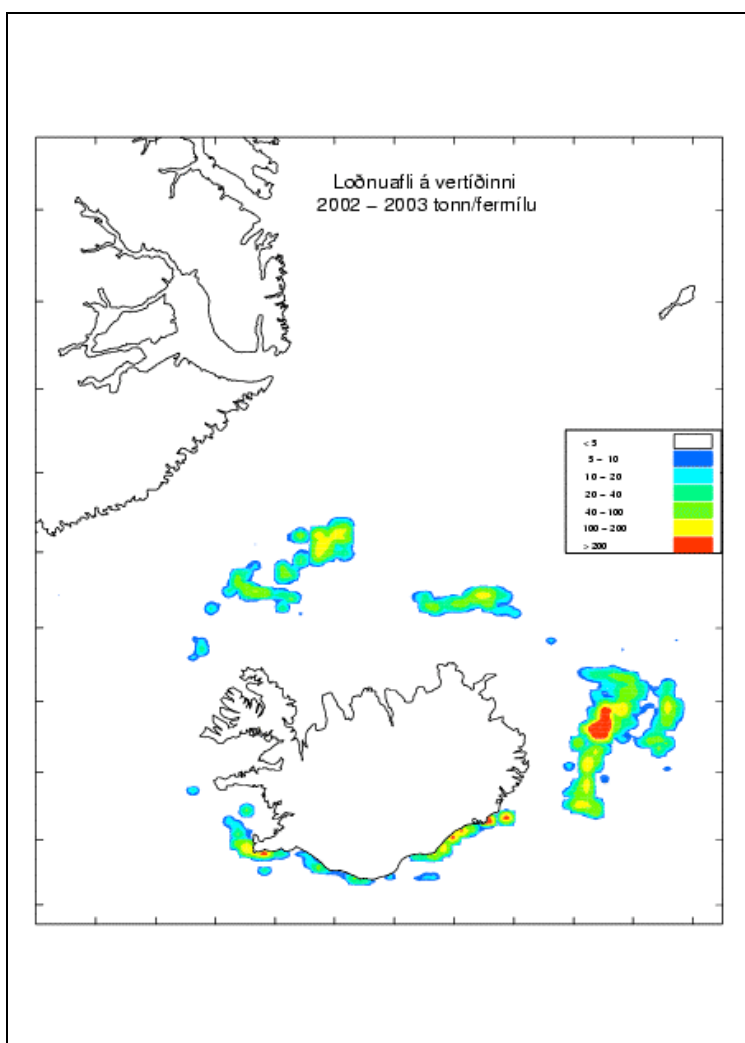 Loðnuafli á vertíðinni
2002 – 2003 tonn/fermílu
< 5
5 – 10
10 – 20
20 – 40
40 – 100
100 – 200
> 200